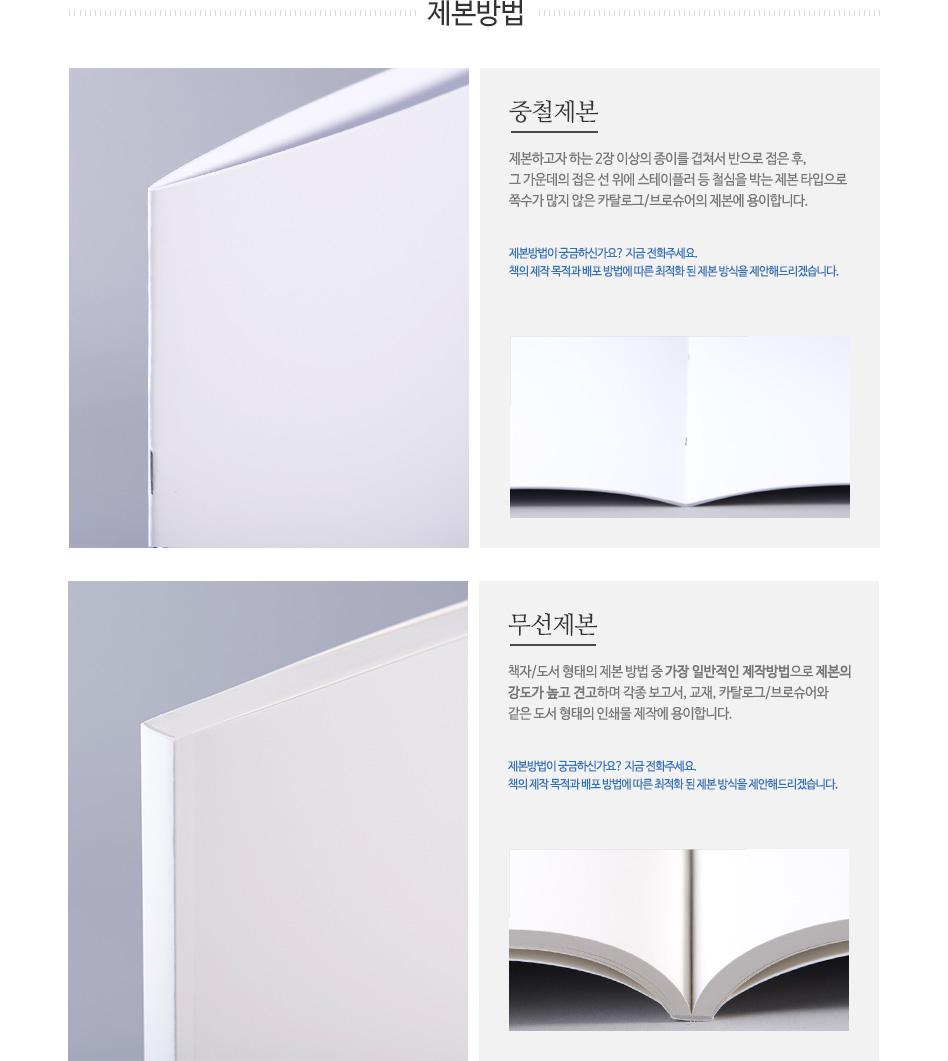 제본방법
중철제본
제본하고자 하는 2장 이상의 종이를 겹쳐서 반으로 접은 후,
그 가운데의 접은 선 위에 스테이플러 등 철심을 박는 제본 타입으로
쪽수가 많지 않은 카탈로그/브로슈어의 제본에 용이합니다.
제본방법이 궁금하신가요? 지금 전화주세요.
책의 제작 목적과 배포 방법에 따른 최적화 된 제본 방식을 제안해드리겠습니다.
무선제본
책자/도서 형태의 제본 방법 중 가장 일반적인 제작방법으로 제본의
강도가 높고 견고하며 각종 보고서, 교재, 카탈로그/브로슈어와
같은 도서 형태의 인쇄물 제작에 용이합니다.
제본방법이 궁금하신가요? 지금 전화주세요.
책의 제작 목적과 배포 방법에 따른 최적화 된 제본 방식을 제안해드리겠습니다.